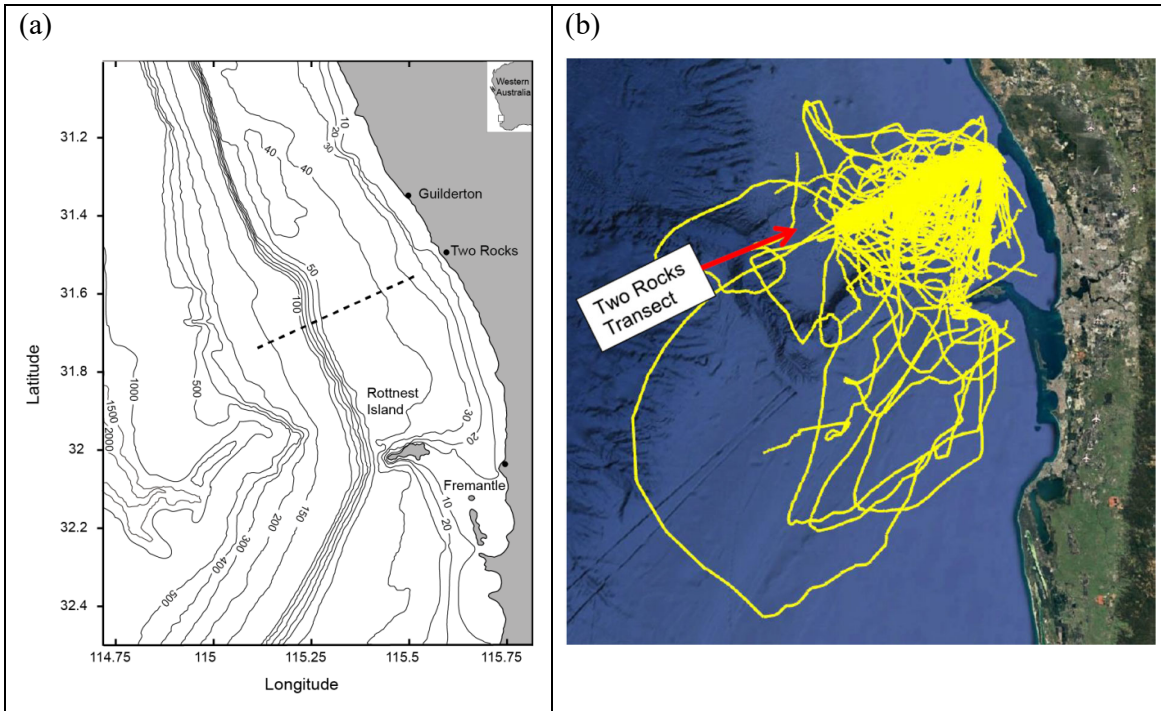 (a)
Western
Australia
31.2
31.4
31.6
31.8
32
32.2
32.4
Latitude
114.75
115
115.25
115.5
115.75
Longitude
10
20
30
40
40
Guilderton
Two Rocks
50
100
500
1000
1500
2000
Rottnest
Island
30
20
Fremantle
10
20
150
200
300
400
500
(b)
Two Rocks
Transect